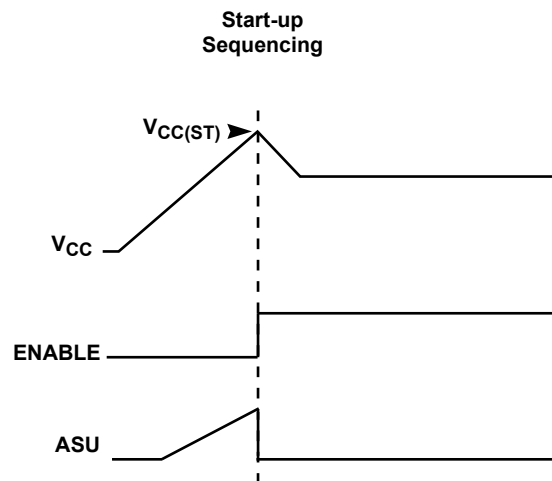 Start-up
Sequencing
VCC(ST)
VCC
ENABLE
ASU